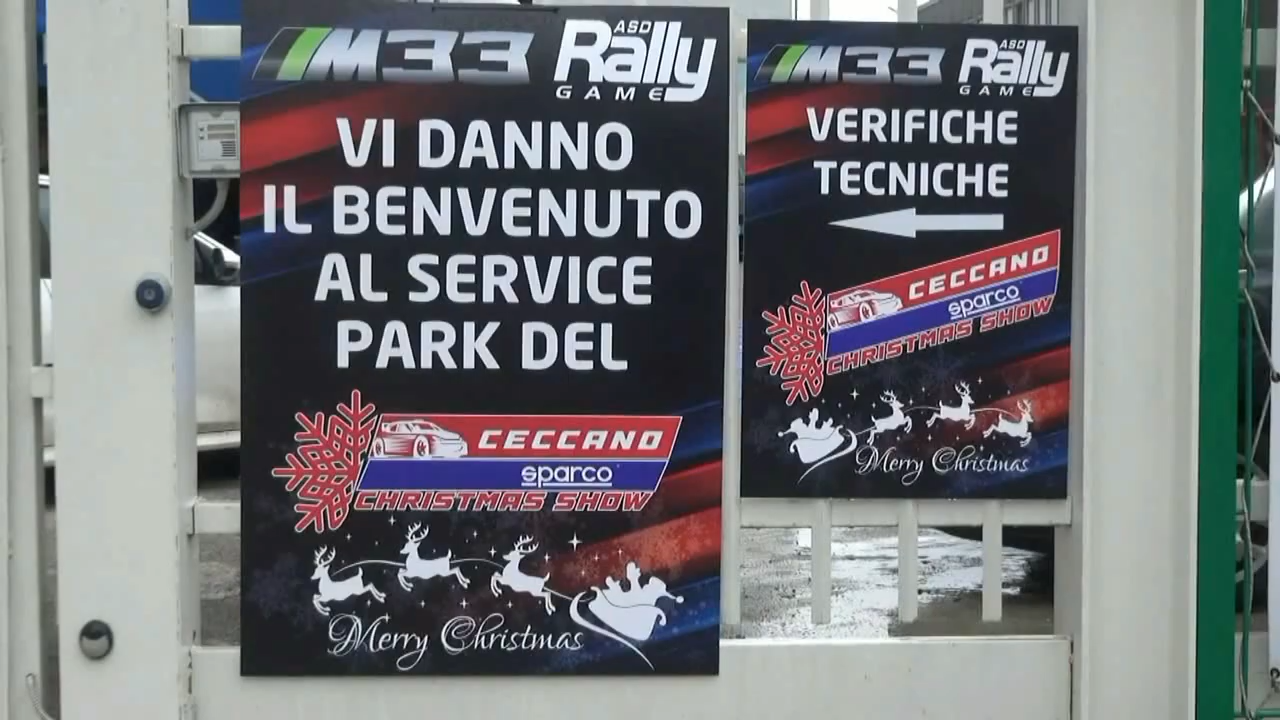 M33 ASD Rally GAME
VI DANNO
IL BENVENUTO
AL SERVICE
PARK DEL
CECCANO
sparco
CHRISTMAS SHOW
Merry Christmas
M33 ASD Rally GAME
VERIFICHE
TECNICHE
CECCANO
sparco
CHRISTMAS SHOW
Merry Christmas